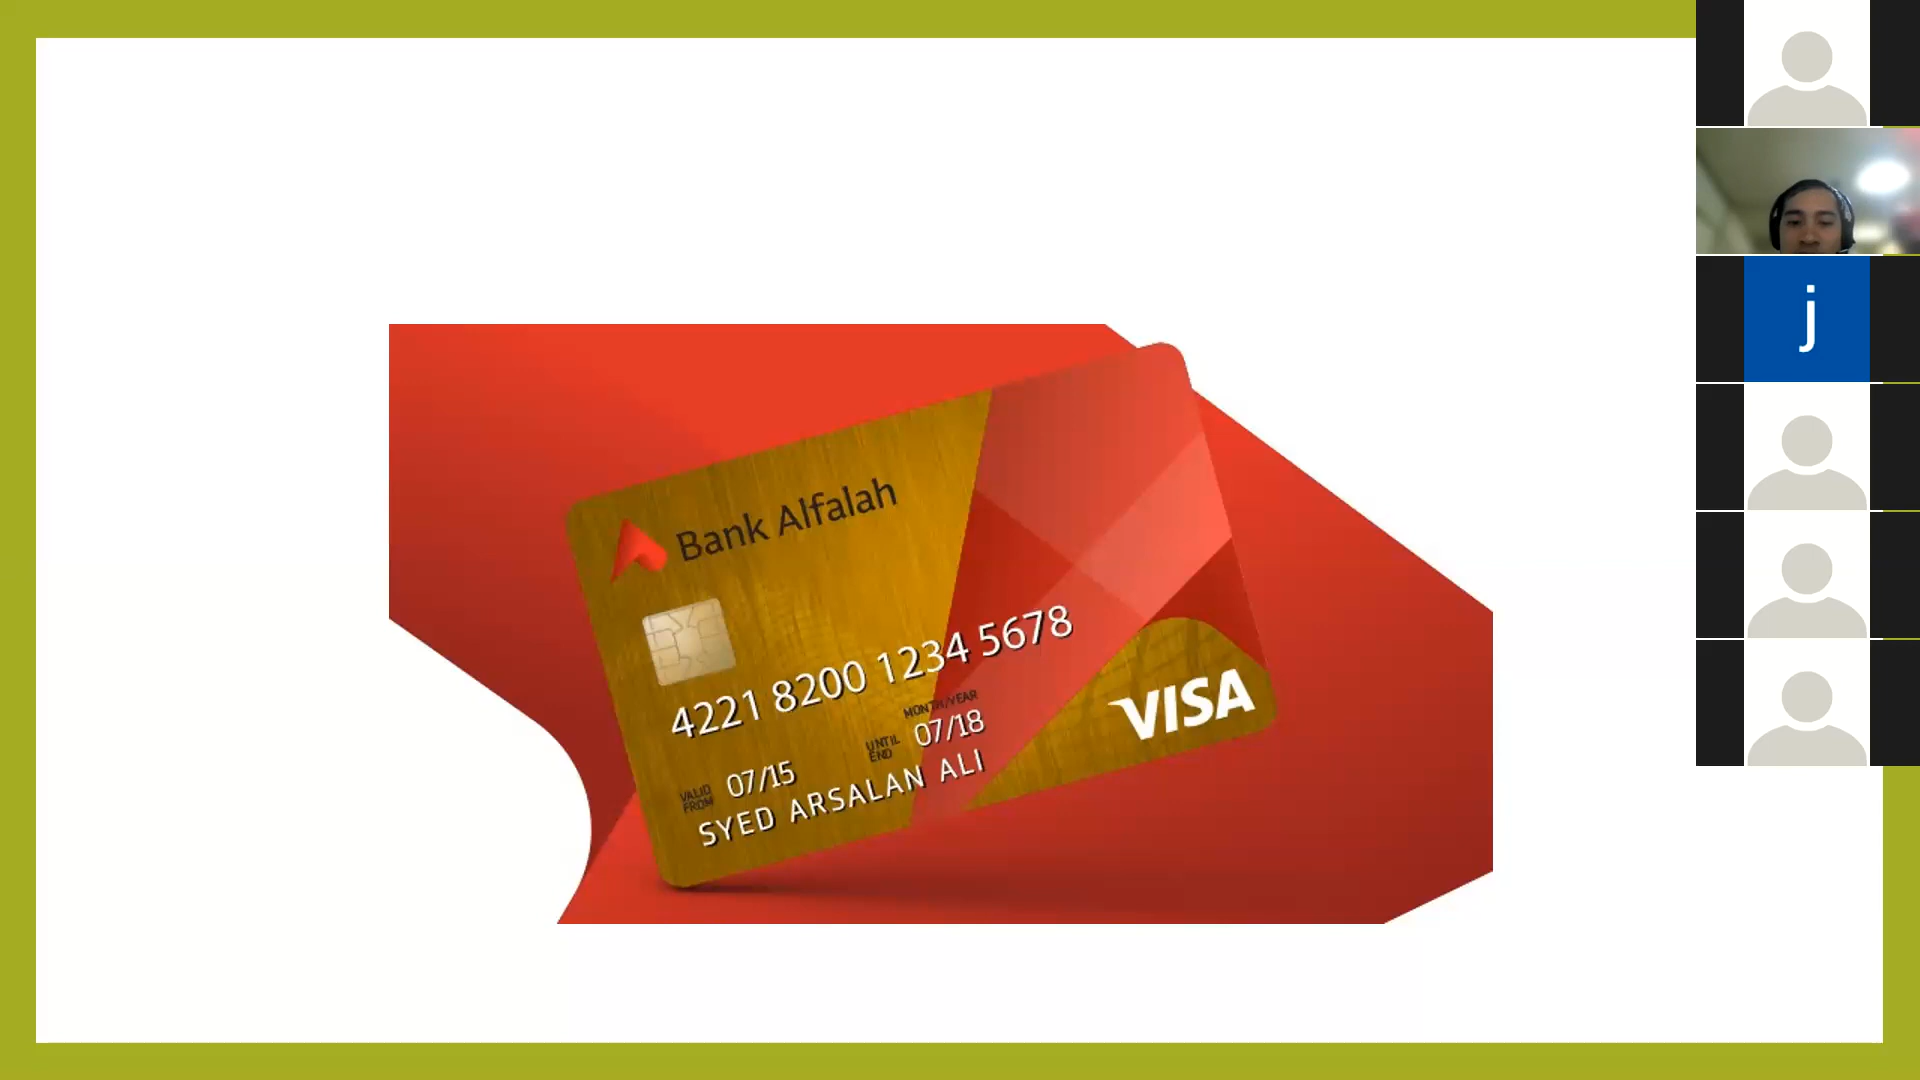 Bank Alfalah
4221 8200 1234 5678
MONTH/YEAR
VALID
FROM
07/15
UNTIL
END
07/18
SYED ARSALAN ALI
VISA
j